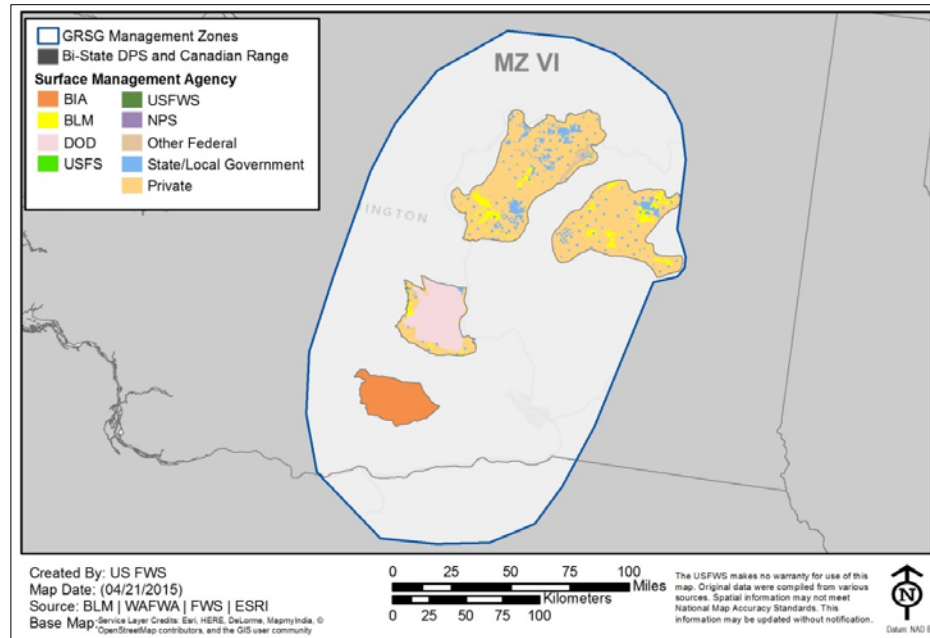 GRSG Management Zones
Bi-State DPS and Canadian Range
Surface Management Agency
BIA
BLM
DOD
USFS
USFWS
NPS
Other Federal
State/Local Government
Private
MZ VI
INGTON
Created By: US FWS
Map Date: (04/21/2015)
Source: BLM | WAFWA | FWS | ESRI
Base Map: Service Layer Credits: Esri, HERE, DeLorme, MapmyIndia, ©
OpenStreetMap contributors, and the GIS user community
0 25 50 75 100
Miles
Kilometers
0 25 50 75 100
The USFWS makes no warranty for use of this
map. Original data were compiled from various
sources. Spatial information may not meet
National Map Accuracy Standards. This
information may be updated without notification.
N
Datum: NAD 8